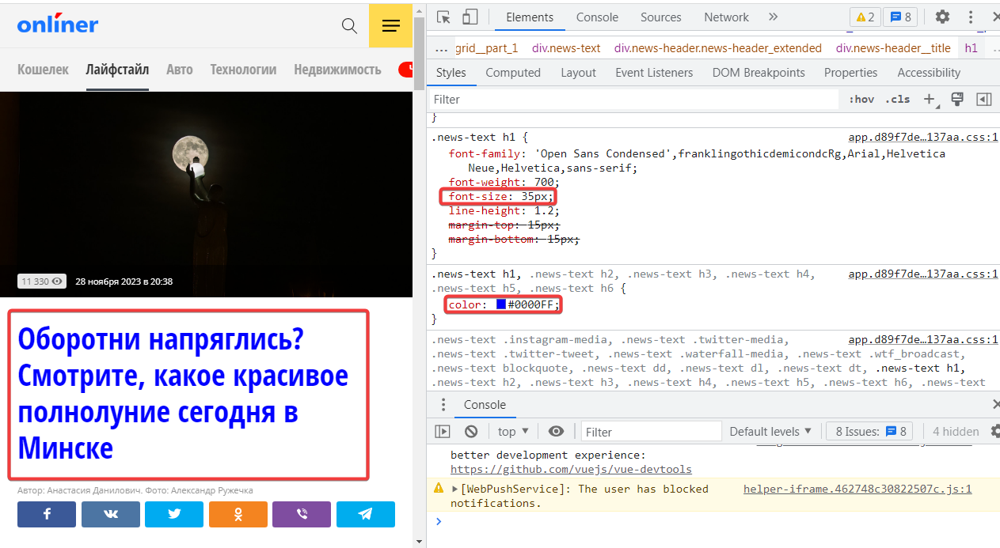 onlíner
Кошелек Лайфстайл Авто Технологии Недвижимость
11 330 28 ноября 2023 в 20:38
Оборотни напряглись?
Смотрите, какое красивое
полнолуние сегодня в
Минске
Автор: Анастасия Данилович. Фото: Александр Ружечка
Elements Console Sources Network » 2 8
... grid__part_1 div.news-text div.news-header.news-header_extended div.news-header__title h1
Styles Computed Layout Event Listeners DOM Breakpoints Properties Accessibility
Filter :hov .cls
}
.news-text h1 { app.d89f7de…137aa.css:1
font-family: 'Open Sans Condensed',franklingothicdemicondcRg,Arial,Helvetica
Neue,Helvetica,sans-serif;
font-weight: 700;
font-size: 35px;
line-height: 1.2;
margin-top: 15px;
margin-bottom: 15px;
}
.news-text h1, .news-text h2, .news-text h3, .news-text h4, app.d89f7de…137aa.css:1
.news-text h5, .news-text h6 {
color: #0000FF;
}
.news-text .instagram-media, .news-text .twitter-media, app.d89f7de…137aa.css:1
.news-text .twitter-tweet, .news-text .waterfall-media, .news-text .wtf_broadcast,
.news-text blockquote, .news-text dd, .news-text dl, .news-text dt, .news-text h1,
.news-text h2, .news-text h3, .news-text h4, .news-text h5, .news-text h6, .news-text
Console
top Filter Default levels 8 Issues: 8 4 hidden
better development experience:
https://github.com/vuejs/vue-devtools
[WebPushService]: The user has blocked helper-iframe.462748c30822507c.js:1
notifications.